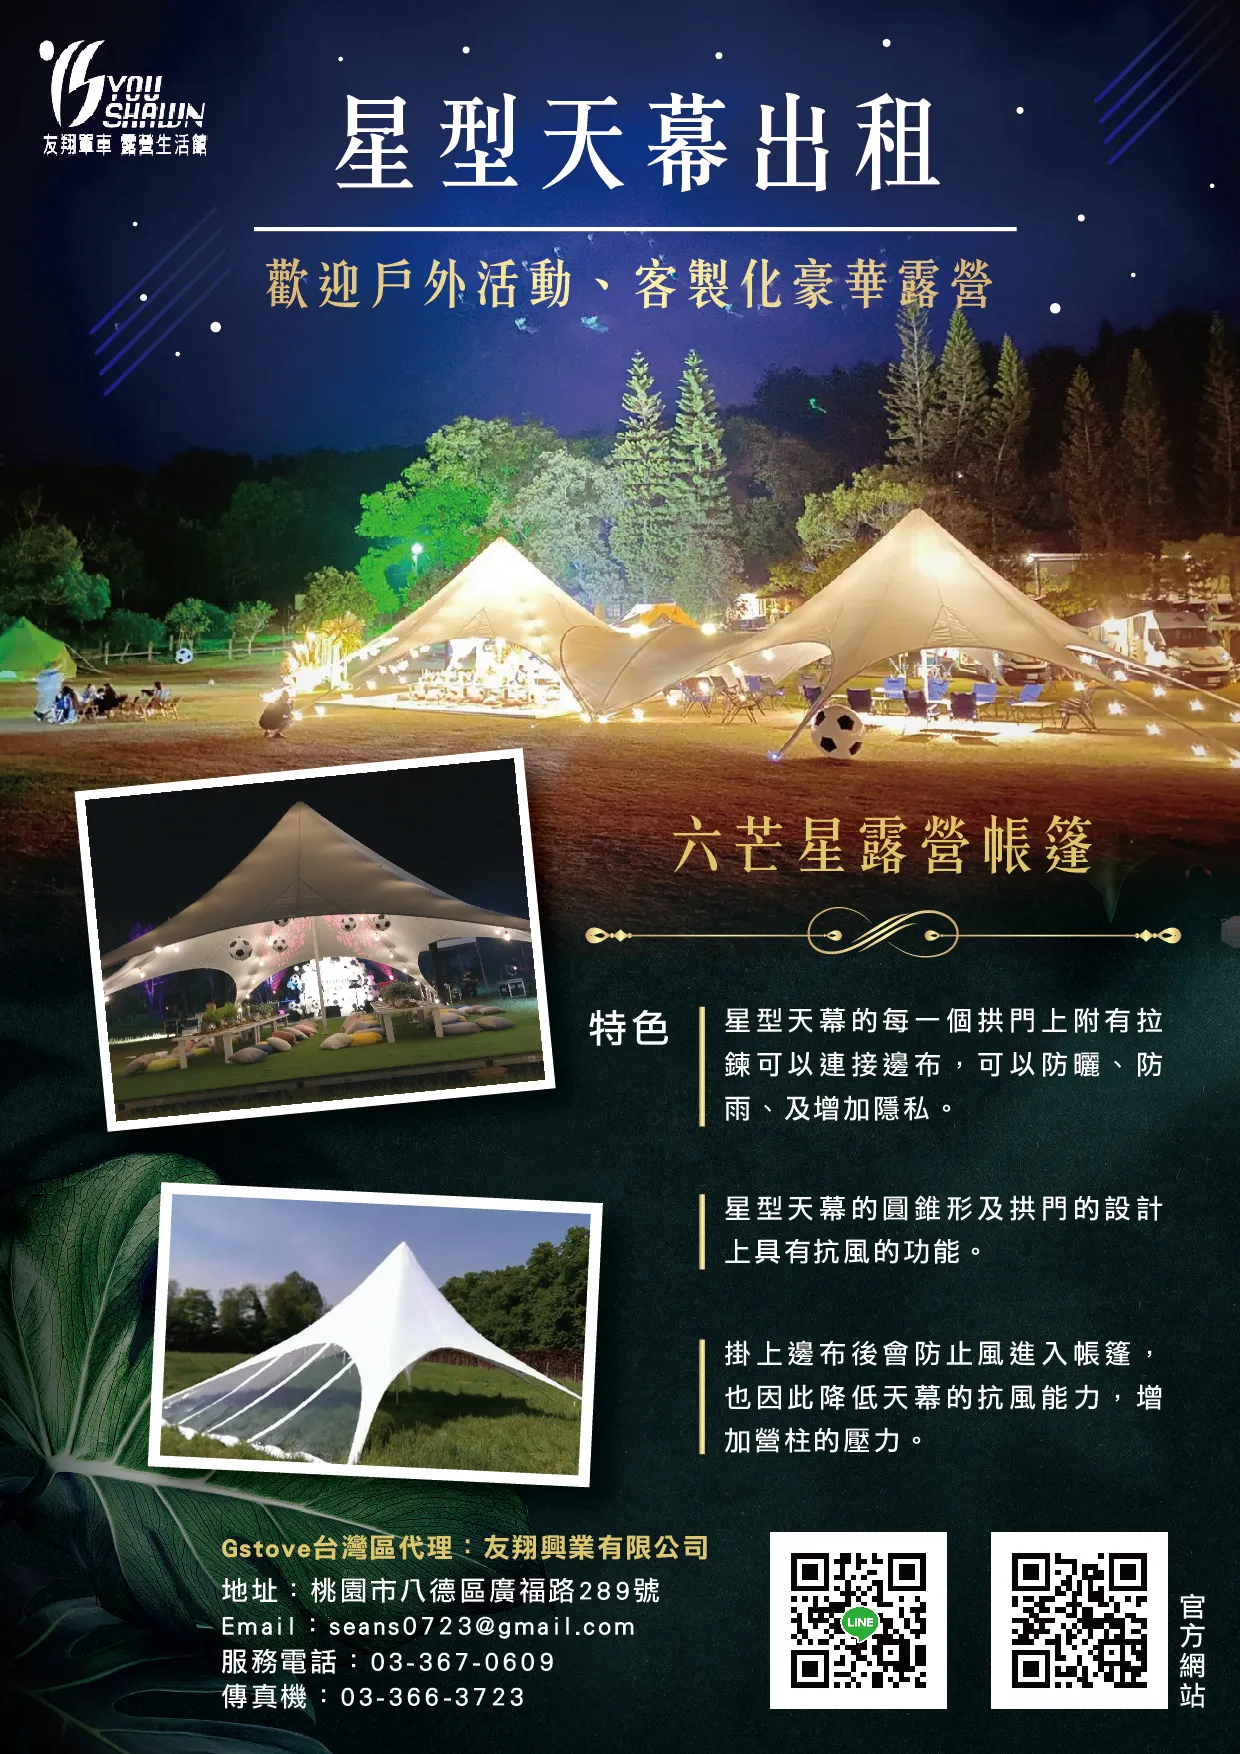 YOU
SHAWN
友翔單車 露營生活館
星型天幕出租
歡迎戶外活動、客製化豪華露營
六芒星露營帳篷
特色
星型天幕的每一個拱門上附有拉
鍊可以連接邊布，可以防曬、防
雨、及增加隱私。
星型天幕的圓錐形及拱門的設計
上具有抗風的功能。
掛上邊布後會防止風進入帳篷，
也因此降低天幕的抗風能力，增
加營柱的壓力。
Gstove台灣區代理：友翔興業有限公司
地址：桃園市八德區廣福路289號
Email：seans0723@gmail.com
服務電話：03-367-0609
傳真機：03-366-3723
LINE
官方網站